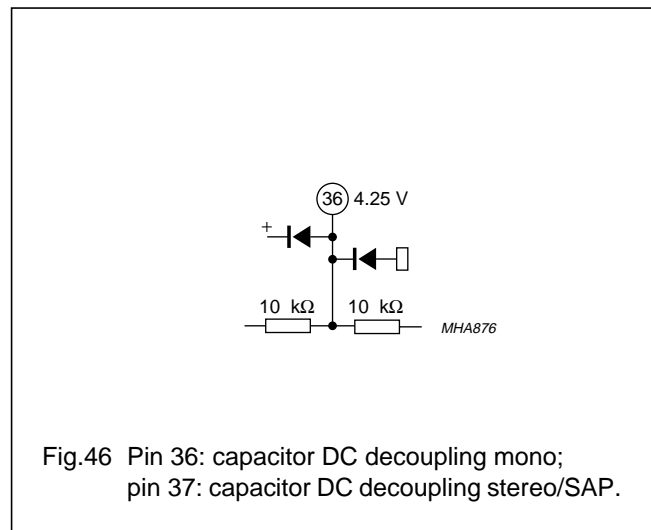 36 4.25 V
+
10 kΩ 10 kΩ
MHA876
Fig.46 Pin 36: capacitor DC decoupling mono;
pin 37: capacitor DC decoupling stereo/SAP.